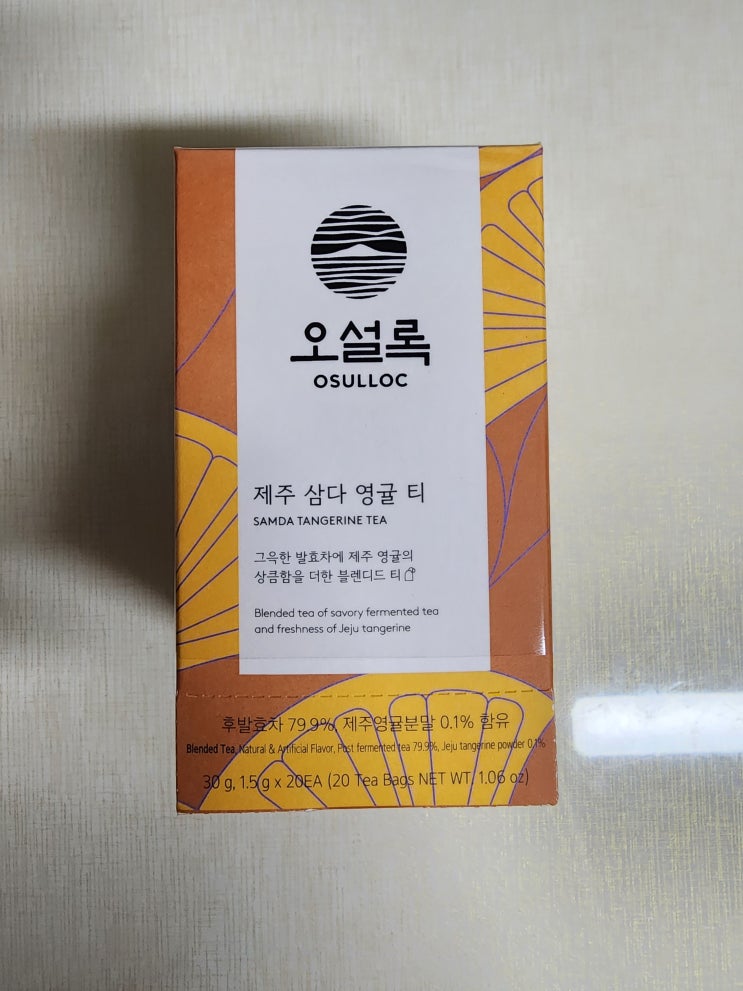 오설록
OSULLOC
제주 삼다 영귤 티
SAMDA TANGERINE TEA
그윽한 발효차에 제주 영귤의
상큼함을 더한 블렌디드 티
Blended tea of savory fermented tea
and freshness of Jeju tangerine
후발효차 79.9%, 제주영귤분말 0.1% 함유
Blended Tea, Natural & Artificial Flavor, Post fermented tea 79.9%, Jeju tangerine powder 0.1%
30 g, 1.5 g x 20EA (20 Tea Bags NET WT. 1.06 oz)